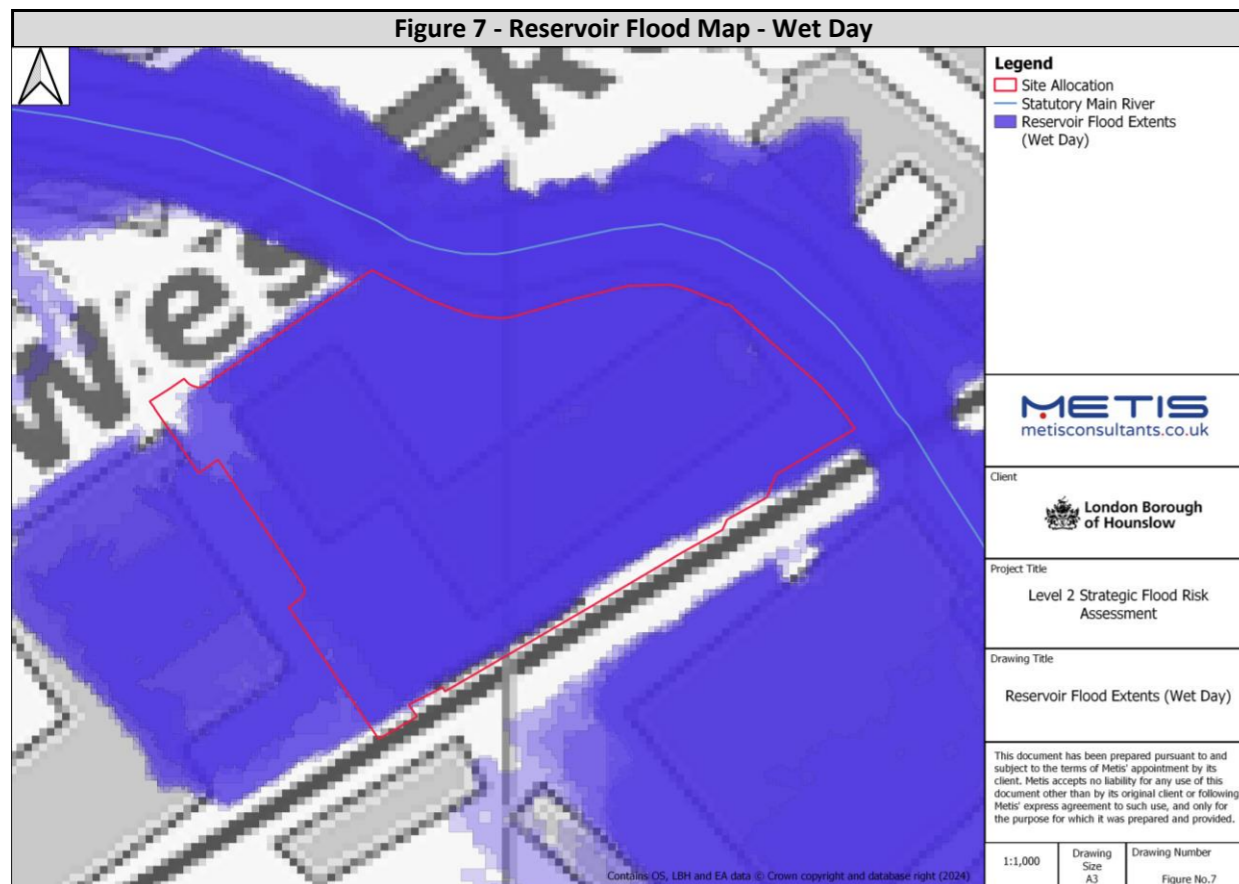 Figure 7 - Reservoir Flood Map - Wet Day
Legend
Site Allocation
Statutory Main River
Reservoir Flood Extents
(Wet Day)
METIS
metisconsultants.co.uk
Client
London Borough
of Hounslow
Project Title
Level 2 Strategic Flood Risk
Assessment
Drawing Title
Reservoir Flood Extents (Wet Day)
This document has been prepared pursuant to and
subject to the terms of Metis' appointment by its
client. Metis accepts no liability for any use of this
document other than by its original client or following
Metis' express agreement to such use, and only for
the purpose for which it was prepared and provided.
1:1,000
Drawing
Size
A3
Drawing Number
Figure No.7
Contains OS, LBH and EA data © Crown copyright and database right (2024)